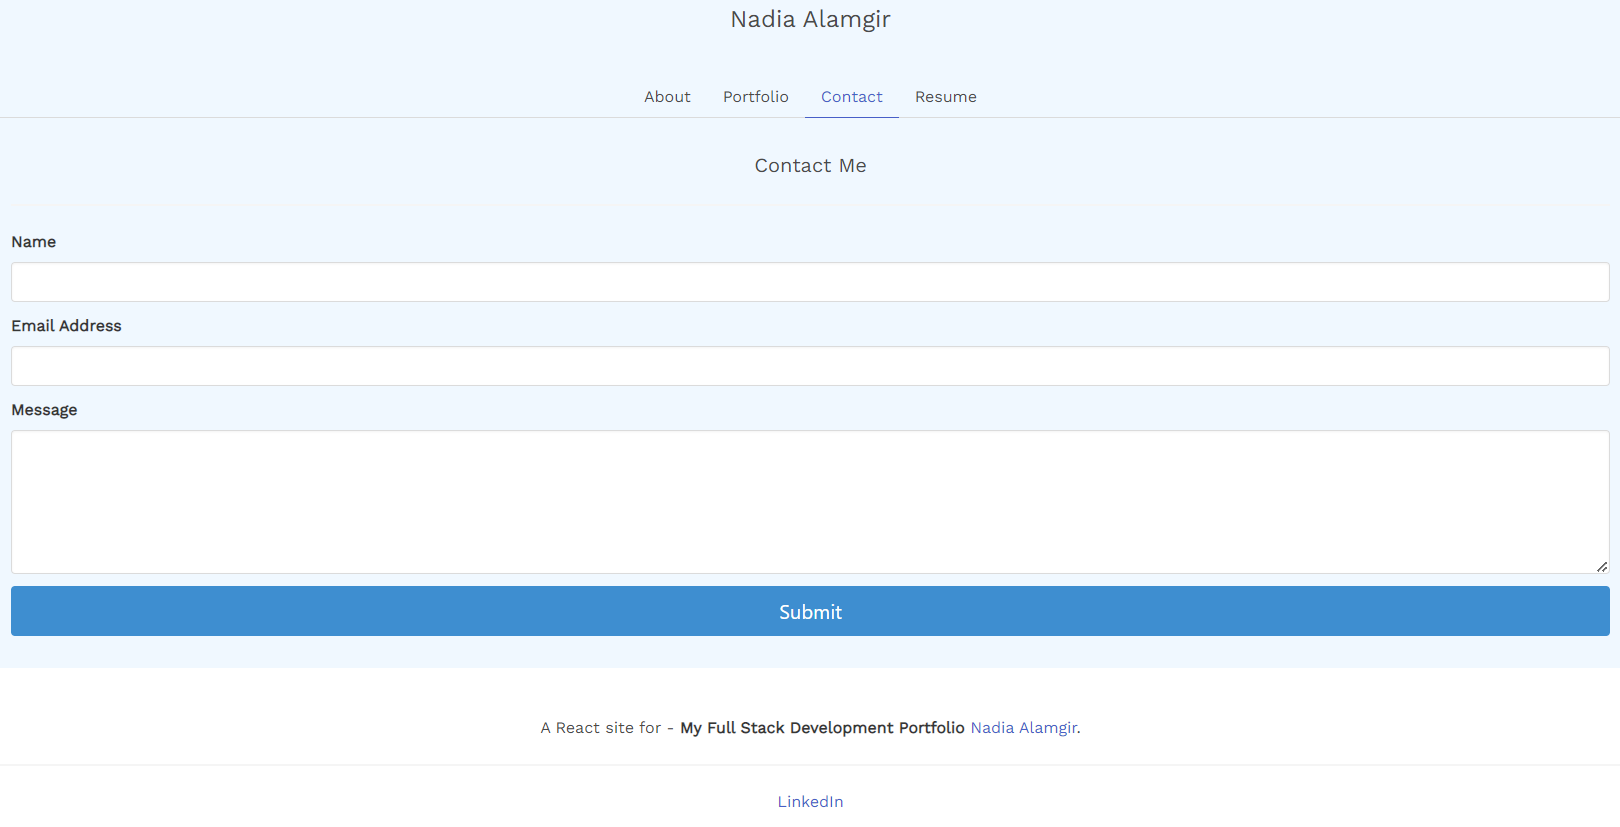 Nadia Alamgir
About Portfolio Contact Resume
Contact Me
Name
Email Address
Message
Submit
A React site for - My Full Stack Development Portfolio Nadia Alamgir.
LinkedIn